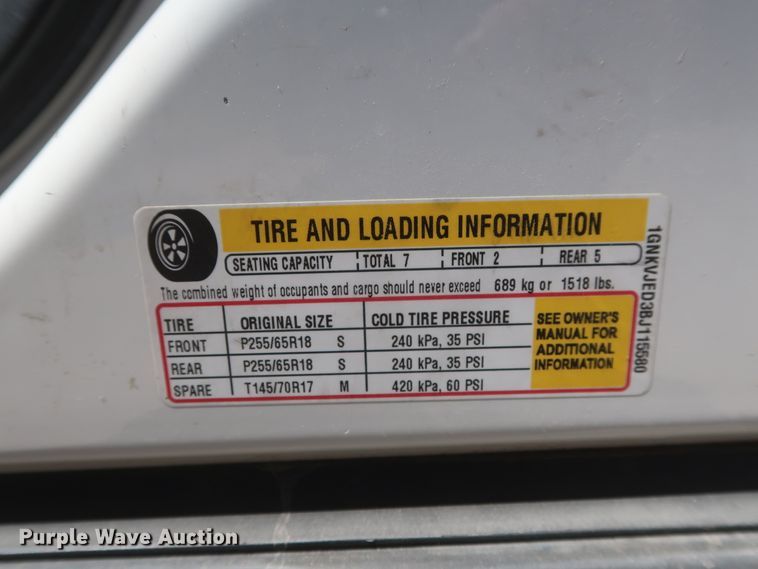 TIRE AND LOADING INFORMATION
SEATING CAPACITY TOTAL 7 FRONT 2 REAR 5
The combined weight of occupants and cargo should never exceed 689 kg or 1518 lbs.
TIRE ORIGINAL SIZE COLD TIRE PRESSURE
FRONT P255/65R18 S 240 kPa, 35 PSI
REAR P255/65R18 S 240 kPa, 35 PSI
SPARE T145/70R17 M 420 kPa, 60 PSI
SEE OWNER'S
MANUAL FOR
ADDITIONAL
INFORMATION
1GNKVJED3BJ115580
Purple Wave Auction